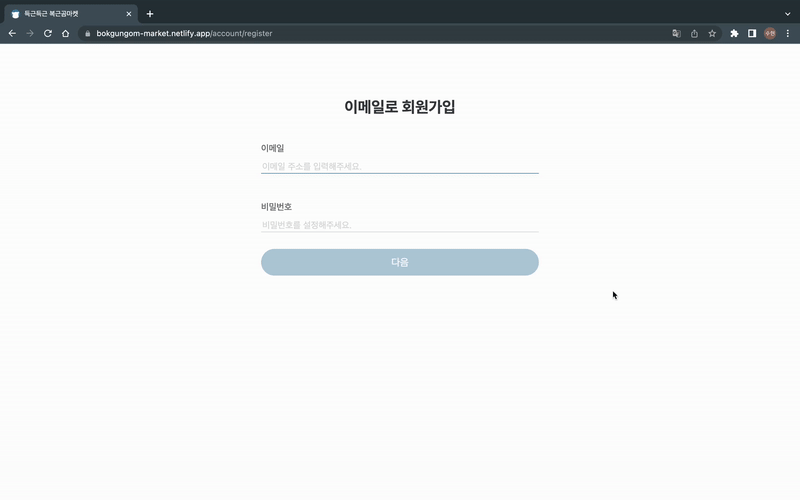 특근특근 복근곰마켓
bokgungom-market.netlify.app/account/register
이메일로 회원가입
이메일
이메일 주소를 입력해주세요.
비밀번호
비밀번호를 설정해주세요.
다음